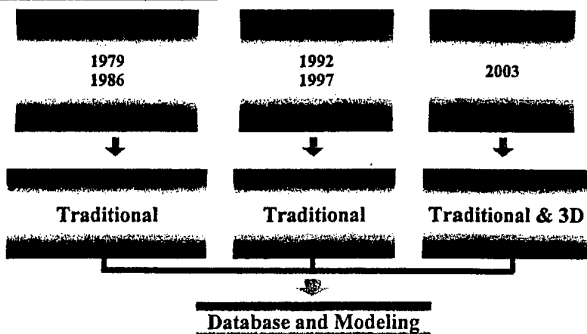 1979
1986
1992
1997
2003
Traditional
Traditional
Traditional & 3D
Database and Modeling